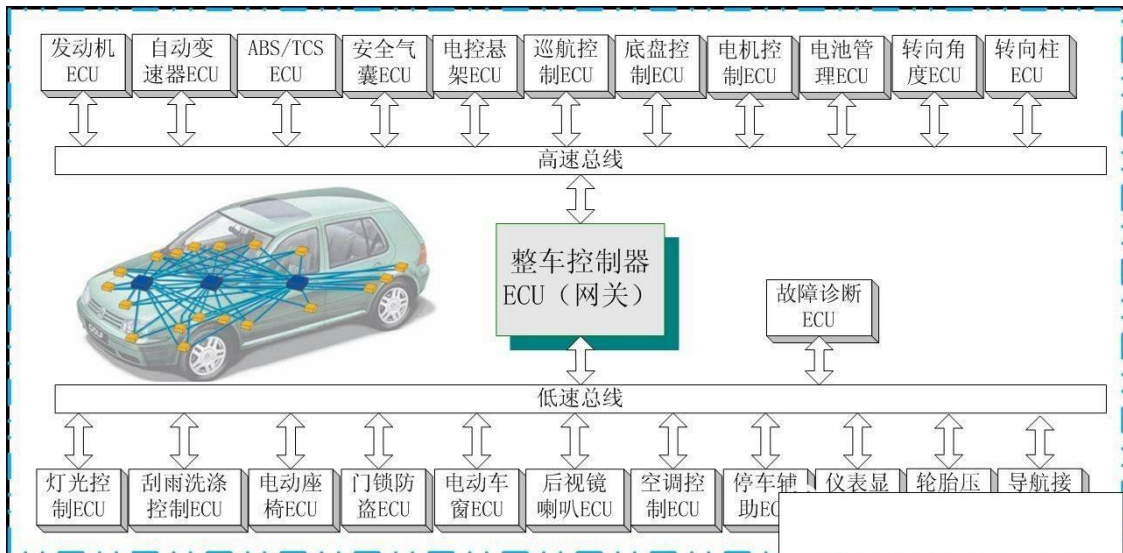 发动机
ECU
自动变
速器ECU
ABS/TCS
ECU
安全气
囊ECU
电控悬
架ECU
巡航控
制ECU
底盘控
制ECU
电机控
制ECU
电池管
理ECU
转向角
度ECU
转向柱
ECU
高速总线
整车控制器
ECU（网关）
故障诊断
ECU
GOLF
低速总线
灯光控
制ECU
刮雨洗涤
控制ECU
电动座
椅ECU
门锁防
盗ECU
电动车
窗ECU
后视镜
喇叭ECU
空调控
制ECU
停车辅
助EC
仪表显
轮胎压
导航接